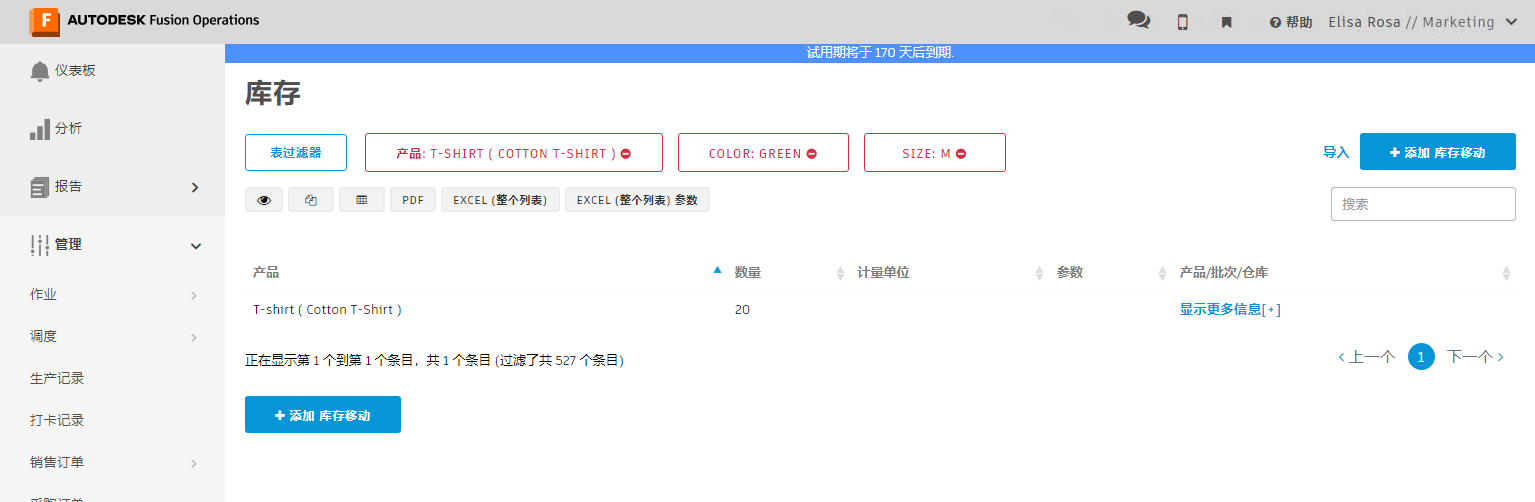 AUTODESK Fusion Operations
帮助 Elisa Rosa // Marketing
试用期将于 170 天后到期.
仪表板
分析
报告
管理
作业
调度
生产记录
打卡记录
销售订单
采购订单
库存
表过滤器 产品: T-SHIRT ( COTTON T-SHIRT ) COLOR: GREEN SIZE: M 导入 添加 库存移动
PDF EXCEL (整个列表) EXCEL (整个列表) 参数 搜索
产品 数量 计量单位 参数 产品/批次/仓库
T-shirt ( Cotton T-Shirt ) 20 显示更多信息[+]
正在显示第 1 个到第 1 个条目，共 1 个条目 (过滤了共 527 个条目) 上一个 1 下一个
添加 库存移动